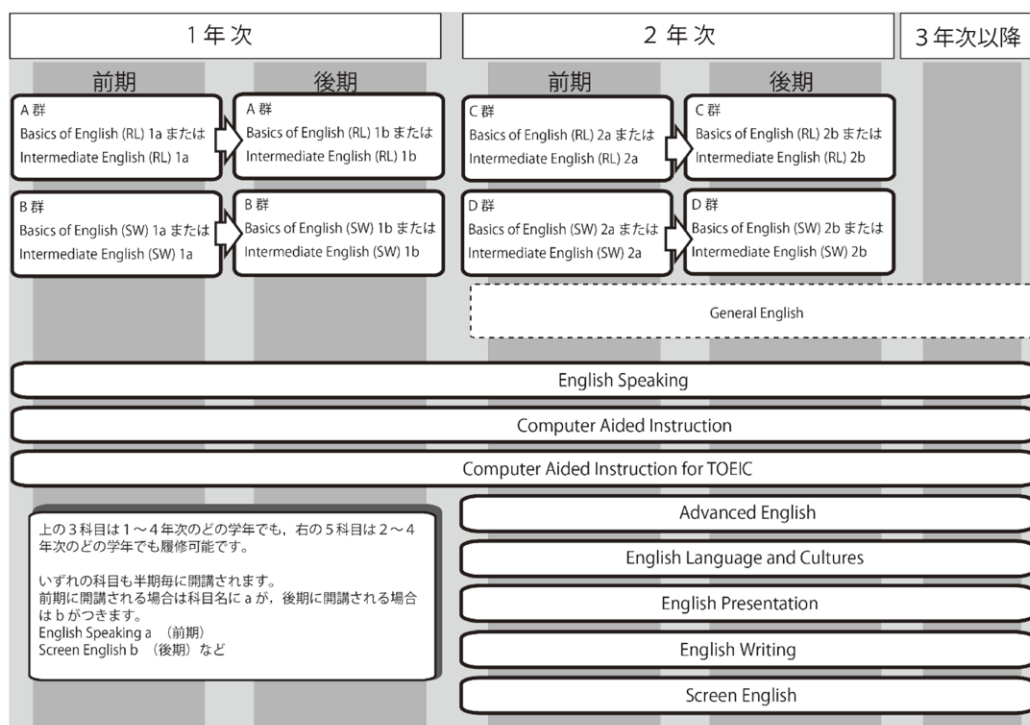 1年次
2年次
3年次以降
前期
後期
前期
後期
A群
Basics of English (RL) 1a または
Intermediate English (RL) 1a
A群
Basics of English (RL) 1b または
Intermediate English (RL) 1b
C群
Basics of English (RL) 2a または
Intermediate English (RL) 2a
C群
Basics of English (RL) 2b または
Intermediate English (RL) 2b
B群
Basics of English (SW) 1a または
Intermediate English (SW) 1a
B群
Basics of English (SW) 1b または
Intermediate English (SW) 1b
D群
Basics of English (SW) 2a または
Intermediate English (SW) 2a
D群
Basics of English (SW) 2b または
Intermediate English (SW) 2b
General English
English Speaking
Computer Aided Instruction
Computer Aided Instruction for TOEIC
上の3科目は1〜4年次のどの学年でも，右の5科目は2〜4
年次のどの学年でも履修可能です。
いずれの科目も半期毎に開講されます。
前期に開講される場合は科目名に a が，後期に開講される場合
は b がつきます。
English Speaking a （前期）
Screen English b （後期）など
Advanced English
English Language and Cultures
English Presentation
English Writing
Screen English